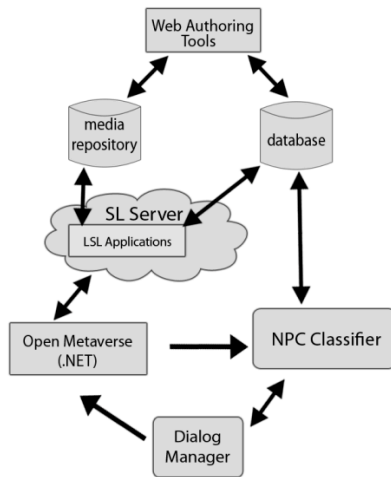 Web Authoring
Tools
media
repository
database
SL Server
LSL Applications
Open Metaverse
(.NET)
NPC Classifier
Dialog
Manager